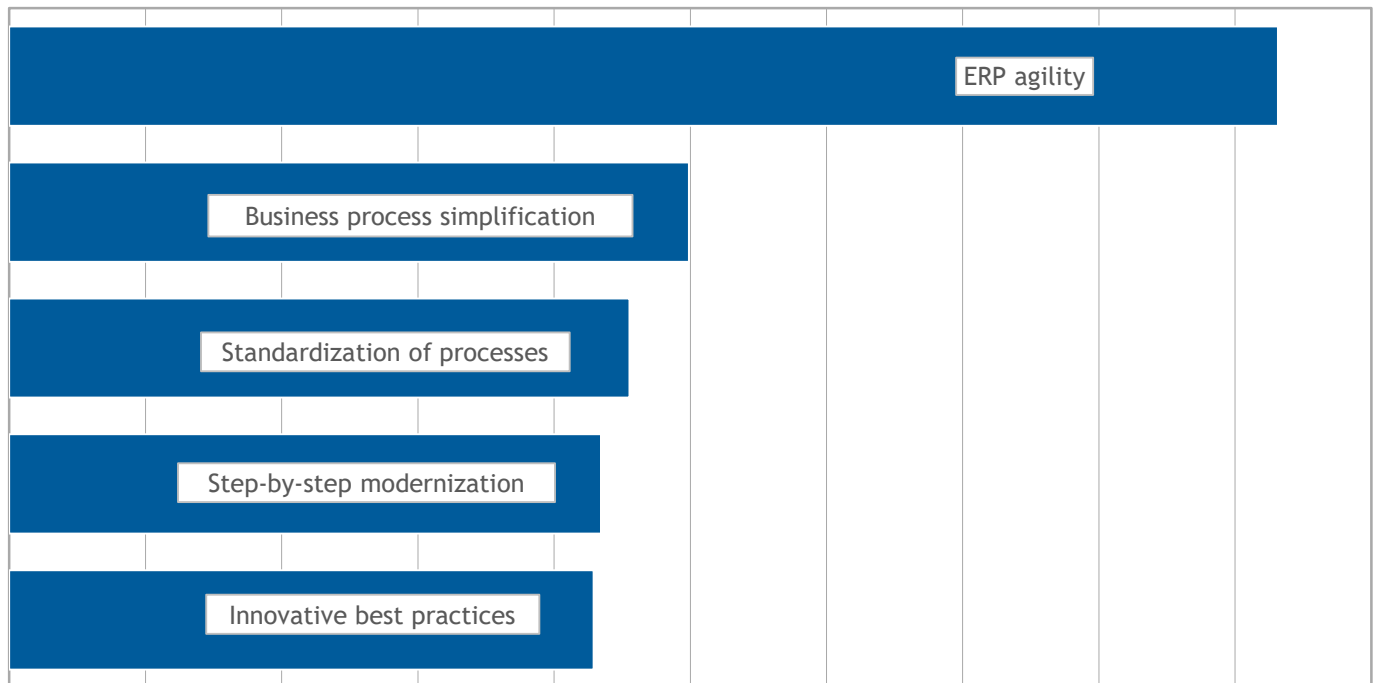 ERP agility
Business process simplification
Standardization of processes
Step-by-step modernization
Innovative best practices